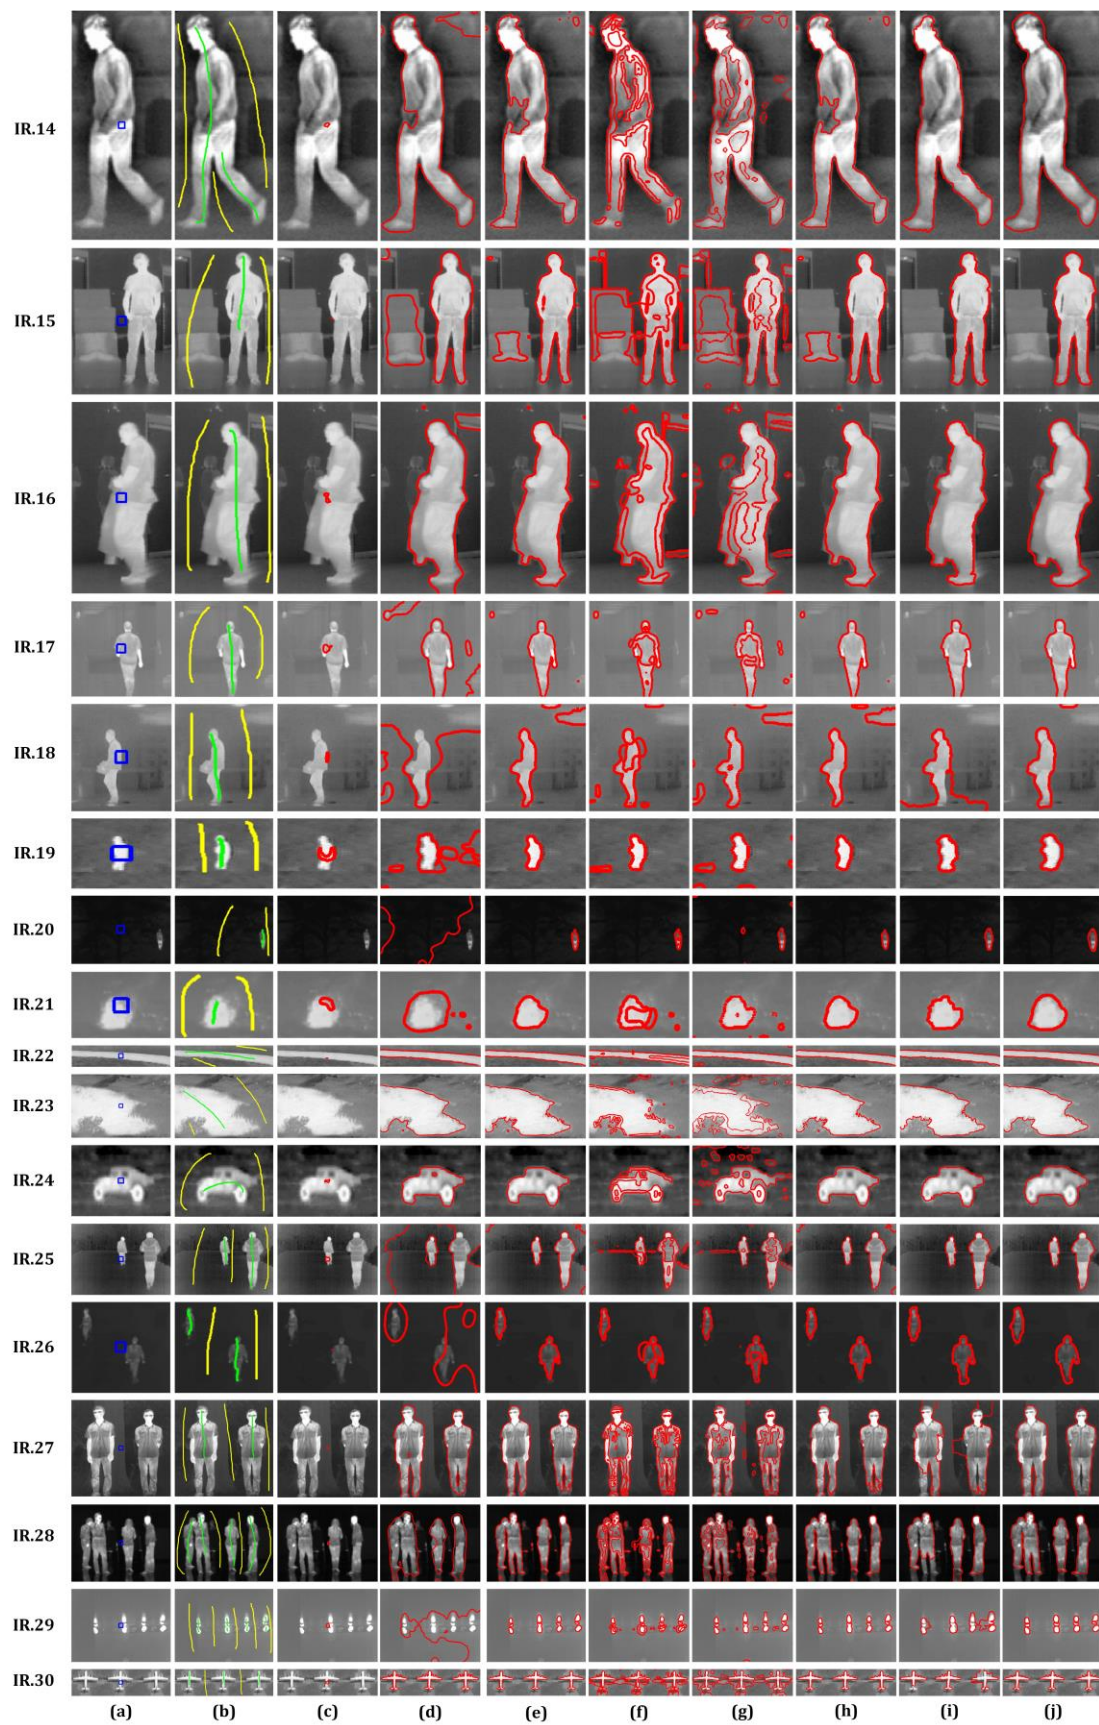 IR.14
IR.15
IR.16
IR.17
IR.18
IR.19
IR.20
IR.21
IR.22
IR.23
IR.24
IR.25
IR.26
IR.27
IR.28
IR.29
IR.30
(a) (b) (c) (d) (e) (f) (g) (h) (i) (j)